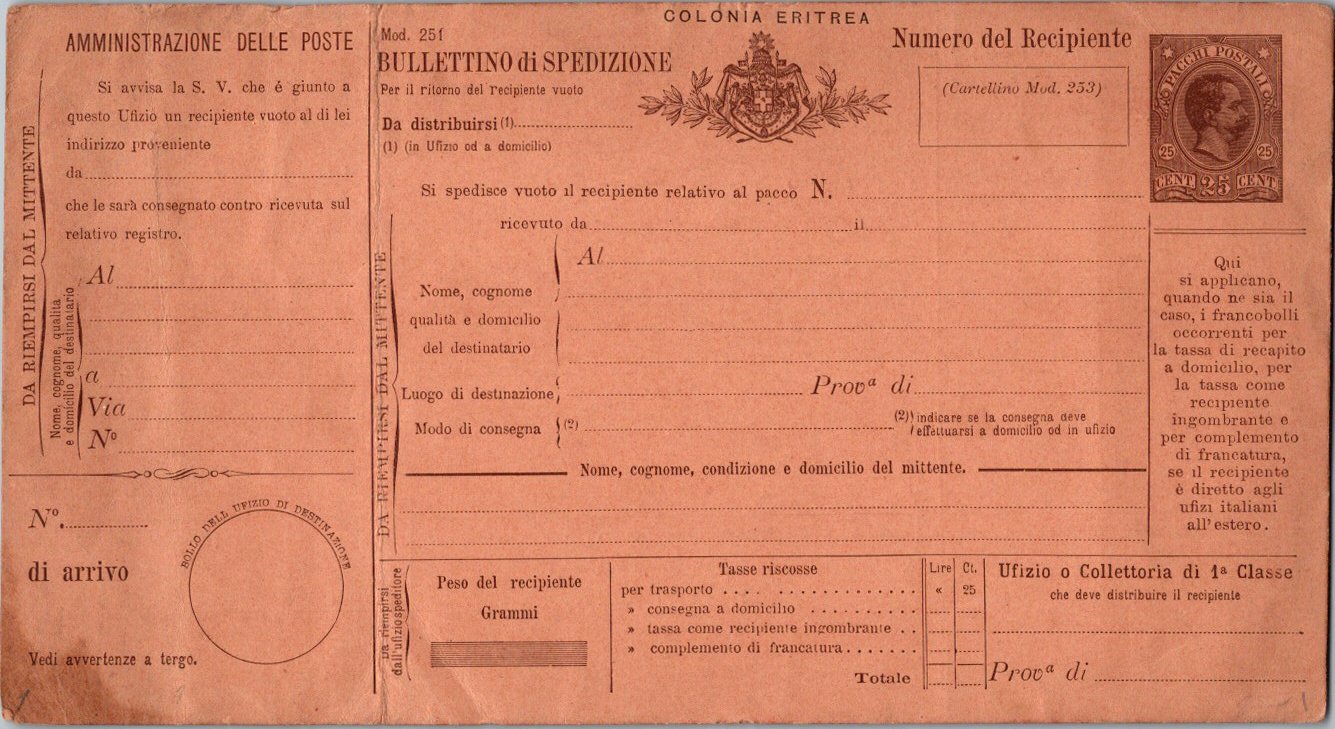 COLONIA ERITREA
AMMINISTRAZIONE DELLE POSTE
Si avvisa la S. V. che é giunto a
questo Ufizio un recipiente vuoto al di lei
indirizzo proveniente
da
che le sarà consegnato contro ricevuta sul
relativo registro.
DA RIEMPIRSI DAL MITTENTE
Nome, cognome, qualità
e domicilio del destinatario
Al
a
Via
Nº
Nº.
di arrivo
BOLLO DELL UFIZIO DI DESTINAZIONE
Vedi avvertenze a tergo.
Mod. 251
BULLETTINO di SPEDIZIONE
Per il ritorno del recipiente vuoto
Da distribuirsi (1)
(1) (in Ufizio od a domicilio)
Numero del Recipiente
(Cartellino Mod. 253)
PACCHI POSTALI
25 25
CENT 25 CENT
Si spedisce vuoto il recipiente relativo al pacco N.
ricevuto da il
DA RIEMPIRSI DAL MITTENTE
Al
Nome, cognome
qualità e domicilio
del destinatario
Luogo di destinazione Provª di
Modo di consegna (2) (2) indicare se la consegna deve
effettuarsi a domicilio od in ufizio
Nome, cognome, condizione e domicilio del mittente.
Qui
si applicano,
quando ne sia il
caso, i francobolli
occorrenti per
la tassa di recapito
a domicilio, per
la tassa come
recipiente
ingombrante e
per complemento
di francatura,
se il recipiente
è diretto agli
ufizi italiani
all'estero.
Da riempirsi
dall'ufizio speditore
Peso del recipiente
Grammi
Tasse riscosse Lire Ct.
per trasporto « 25
» consegna a domicilio
» tassa come recipiente ingombrante
» complemento di francatura
Totale
Ufizio o Collettoria di 1ª Classe
che deve distribuire il recipiente
Provª di